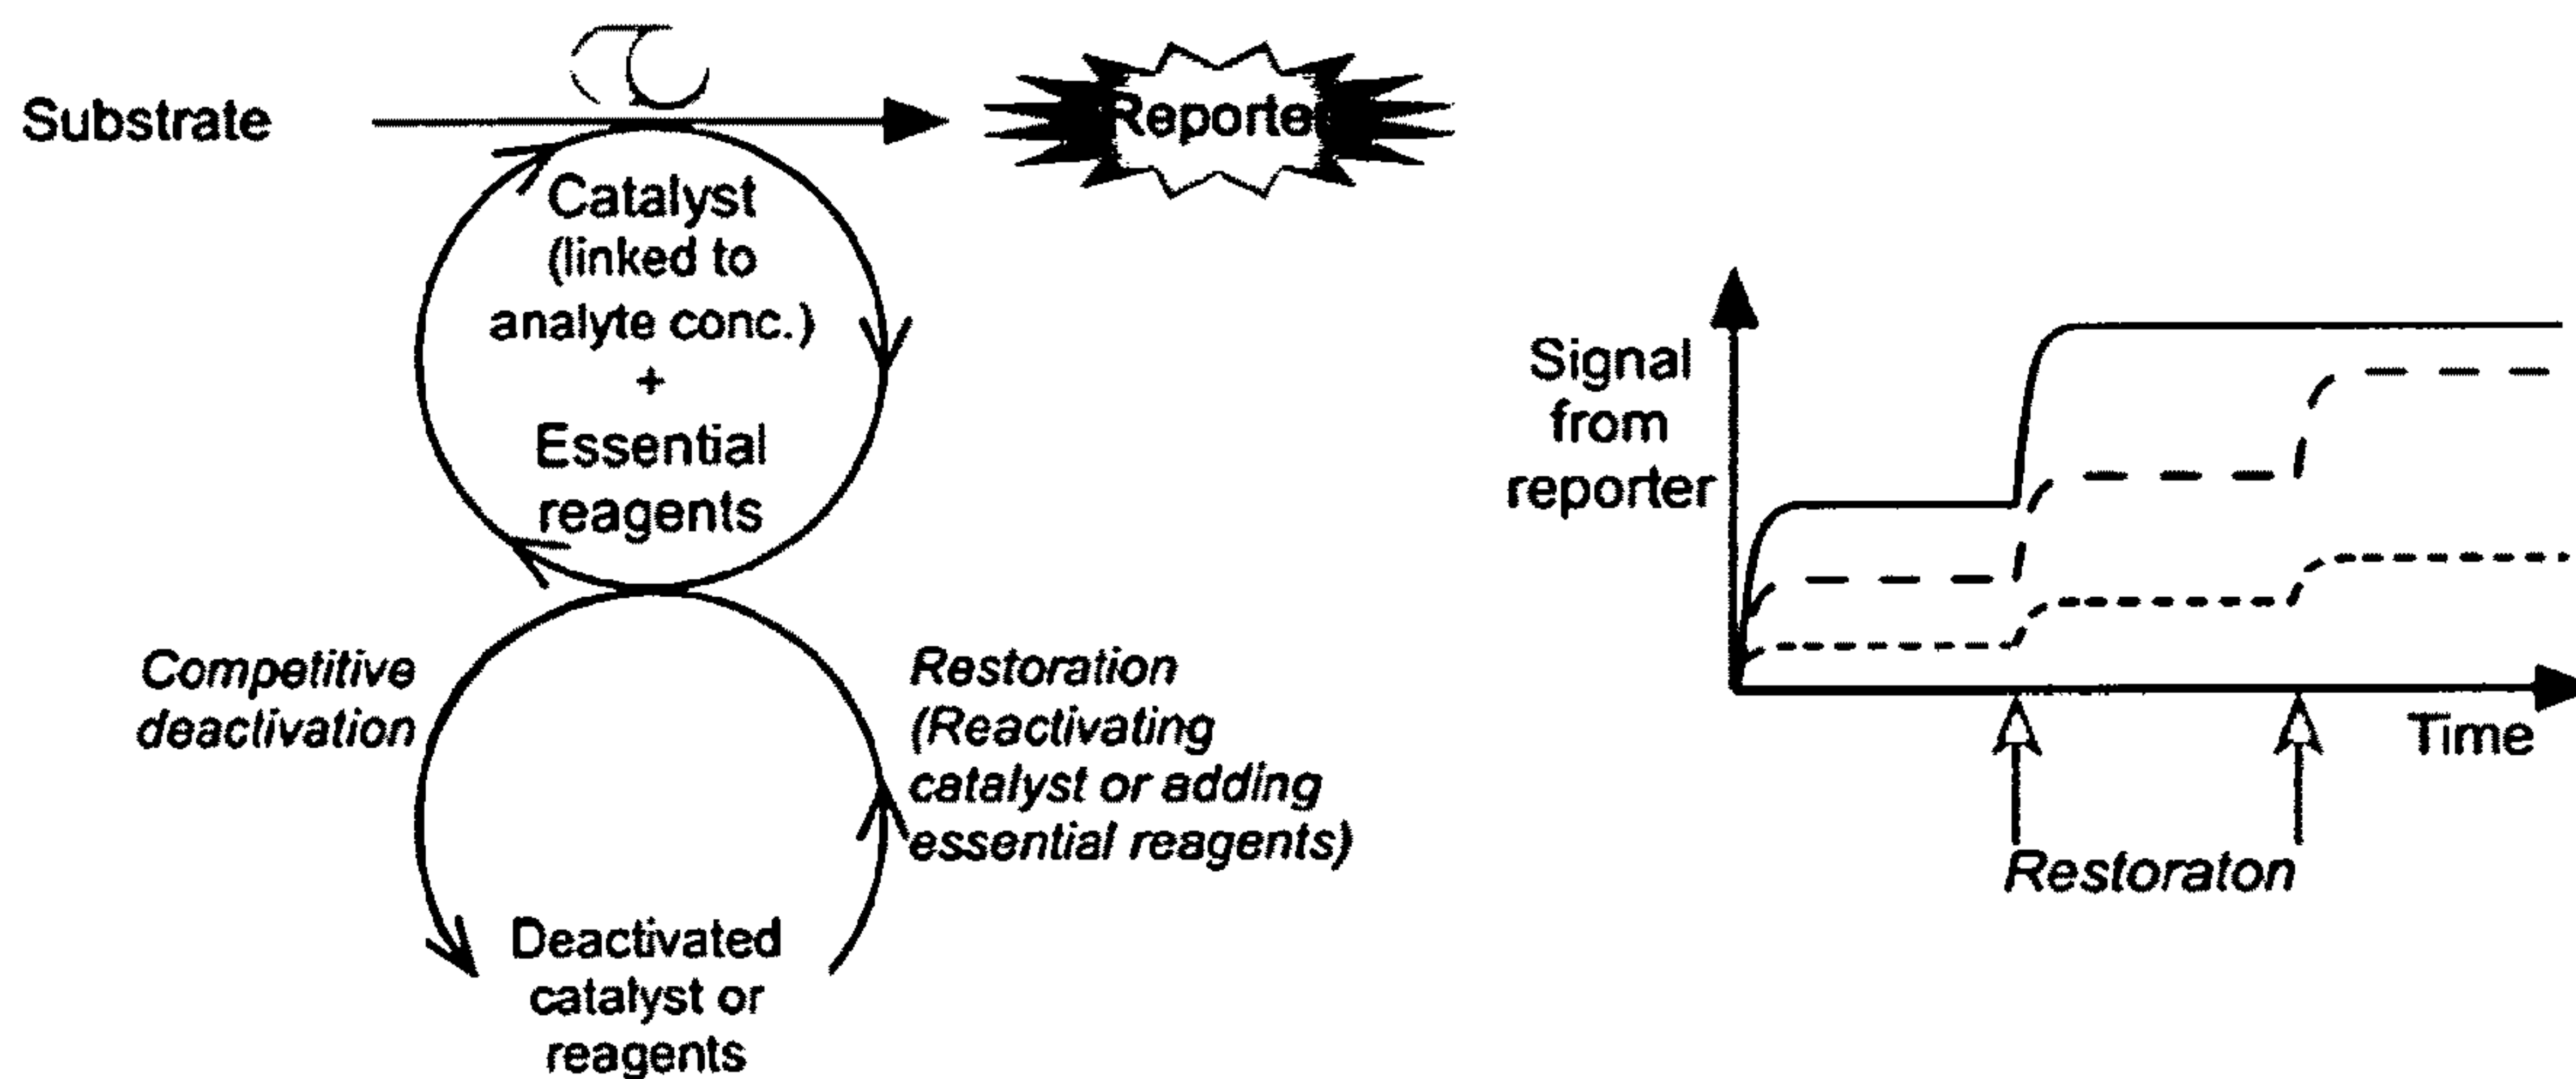 Substrate
Reporter
Catalyst
(linked to
analyte conc.)
+
Essential
reagents
Competitive
deactivation
Restoration
(Reactivating
catalyst or adding
essential reagents)
Deactivated
catalyst or
reagents
Signal
from
reporter
Time
Restoraton